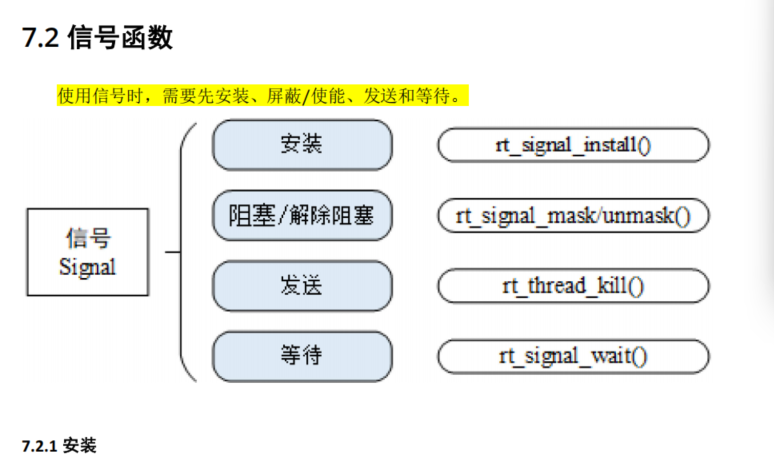 7.2 信号函数
使用信号时，需要先安装、屏蔽/使能、发送和等待。
信号
Signal
安装
rt_signal_install()
阻塞/解除阻塞
rt_signal_mask/unmask()
发送
rt_thread_kill()
等待
rt_signal_wait()
7.2.1 安装